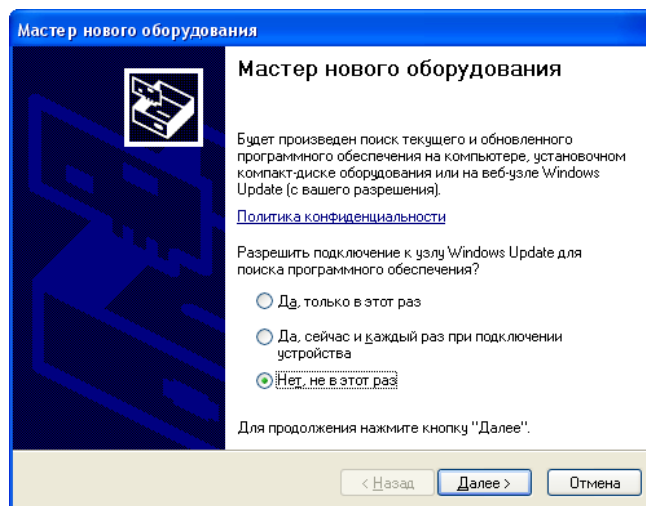 Мастер нового оборудования
Мастер нового оборудования
Будет произведен поиск текущего и обновленного
программного обеспечения на компьютере, установочном
компакт-диске оборудования или на веб-узле Windows
Update (с вашего разрешения).
Политика конфиденциальности
Разрешить подключение к узлу Windows Update для
поиска программного обеспечения?
Да, только в этот раз
Да, сейчас и каждый раз при подключении
устройства
Нет, не в этот раз
Для продолжения нажмите кнопку "Далее".
< Назад
Далее >
Отмена